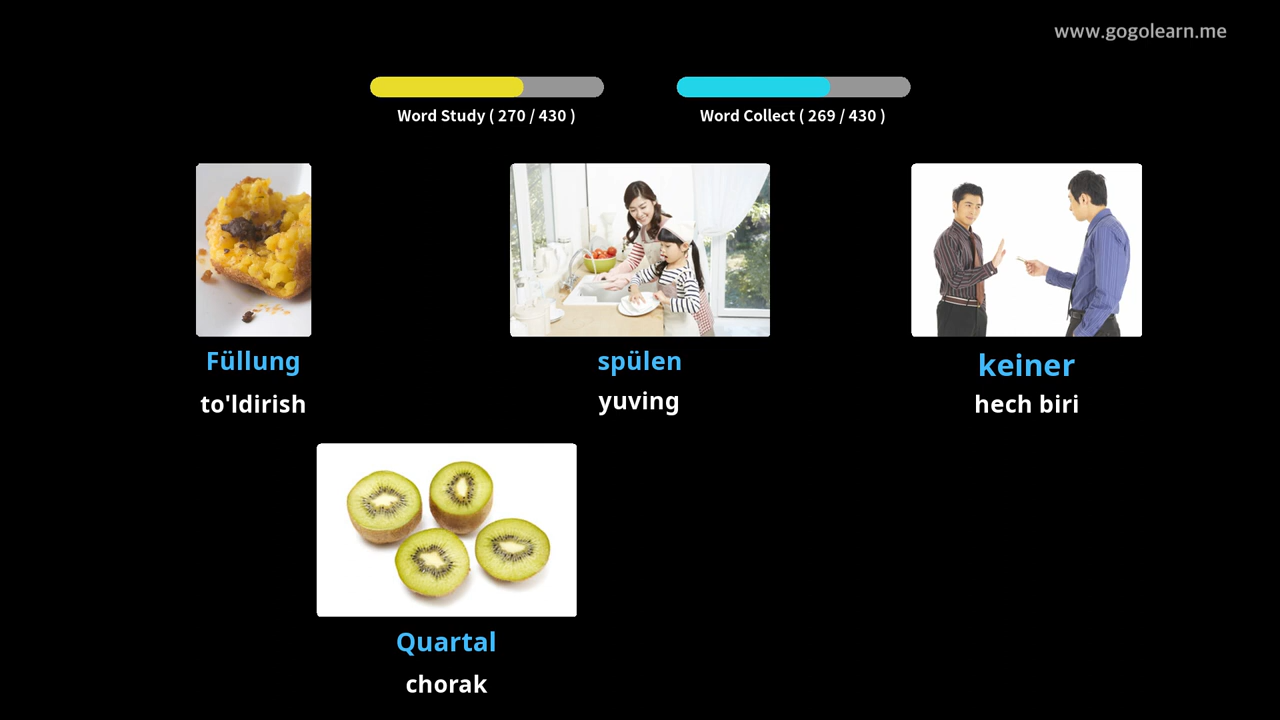 www.gogolearn.me
Word Study ( 270 / 430 )
Word Collect ( 269 / 430 )
Füllung
to'ldirish
spülen
yuving
keiner
hech biri
Quartal
chorak